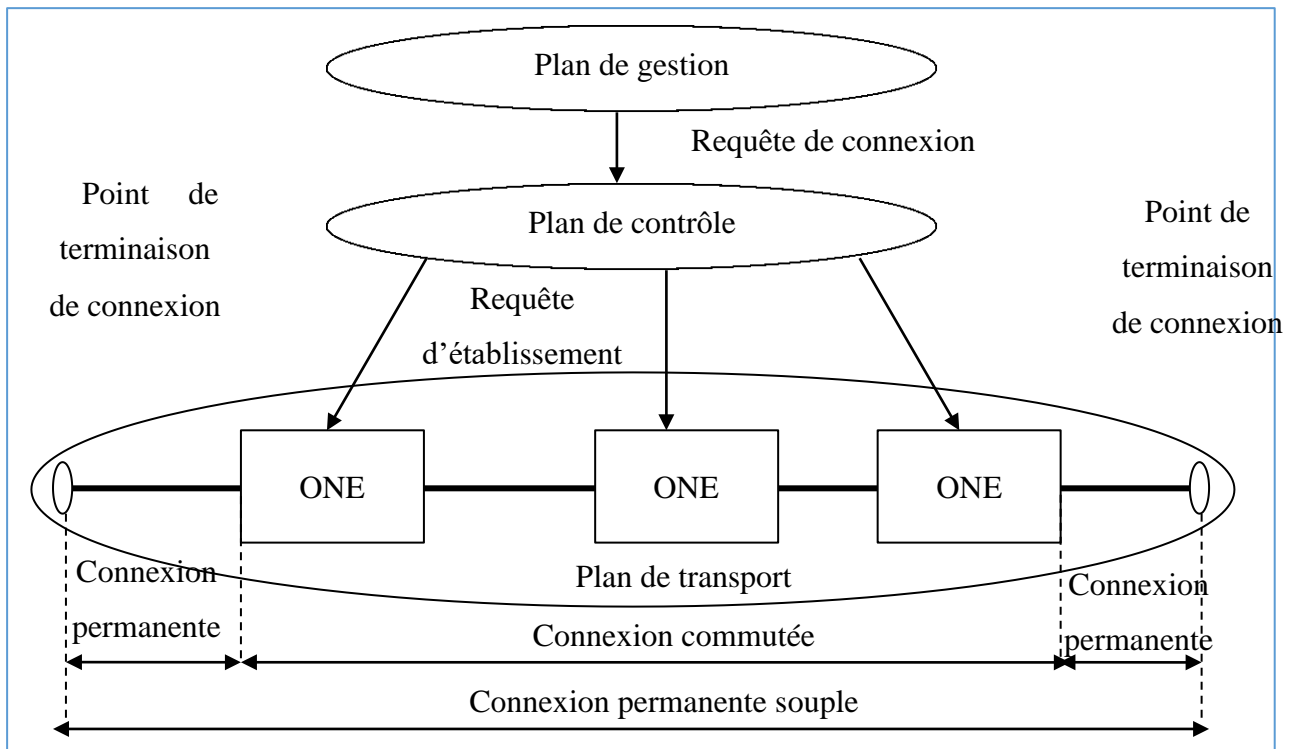 Plan de gestion
Requête de connexion
Point de
terminaison
de connexion
Plan de contrôle
Point de
terminaison
de connexion
Requête
d’établissement
ONE
ONE
ONE
Plan de transport
Connexion
permanente
Connexion commutée
Connexion
permanente
Connexion permanente souple